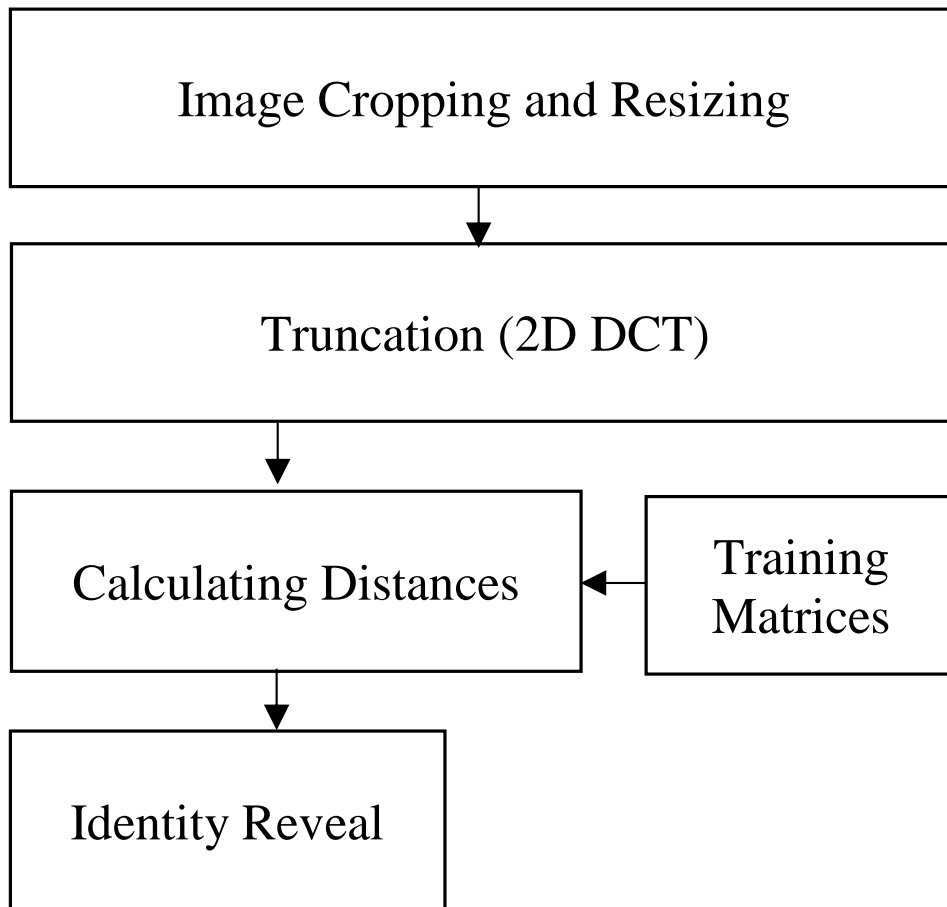 Image Cropping and Resizing
Truncation (2D DCT)
Calculating Distances
Training
Matrices
Identity Reveal